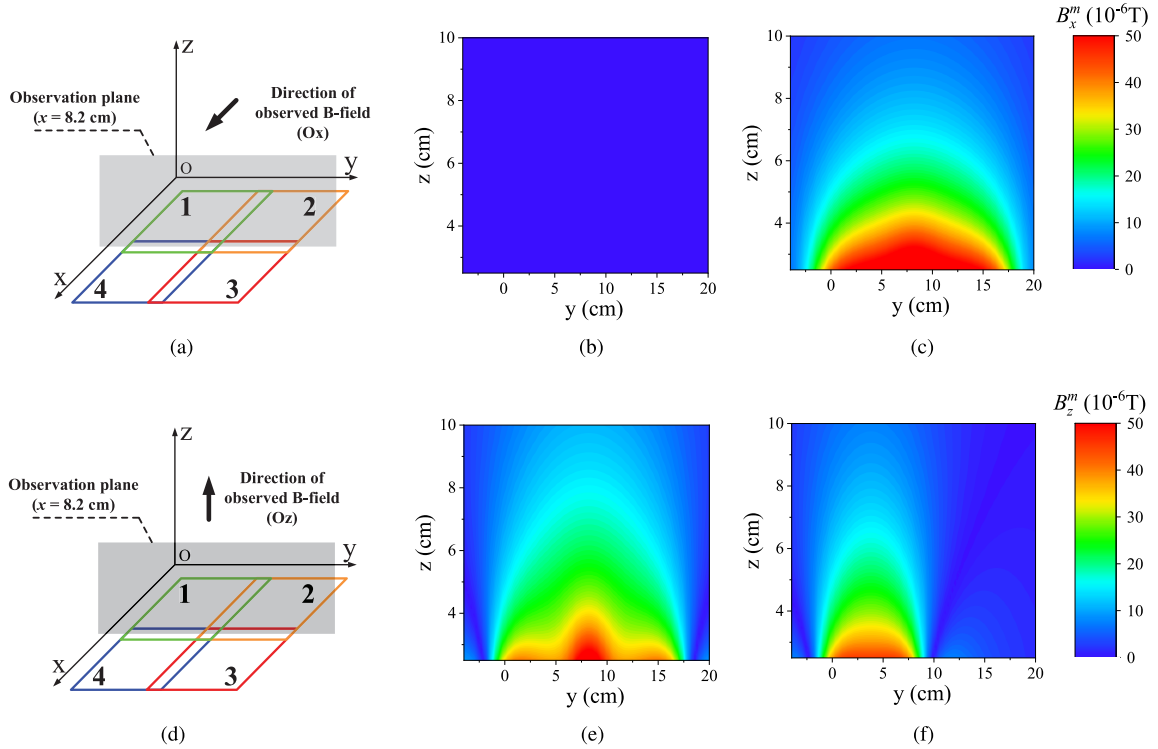 z
Observation plane
(x = 8.2 cm)
Direction of
observed B-field
(Ox)
O
y
1
2
4
3
x
(a)
10
8
6
4
z (cm)
0
5
10
15
20
y (cm)
(b)
10
8
6
4
z (cm)
0
5
10
15
20
y (cm)
(c)
B_x^m (10^-6T)
50
40
30
20
10
0
z
Observation plane
(x = 8.2 cm)
Direction of
observed B-field
(Oz)
O
y
1
2
4
3
x
(d)
10
8
6
4
z (cm)
0
5
10
15
20
y (cm)
(e)
10
8
6
4
z (cm)
0
5
10
15
20
y (cm)
(f)
B_z^m (10^-6T)
50
40
30
20
10
0